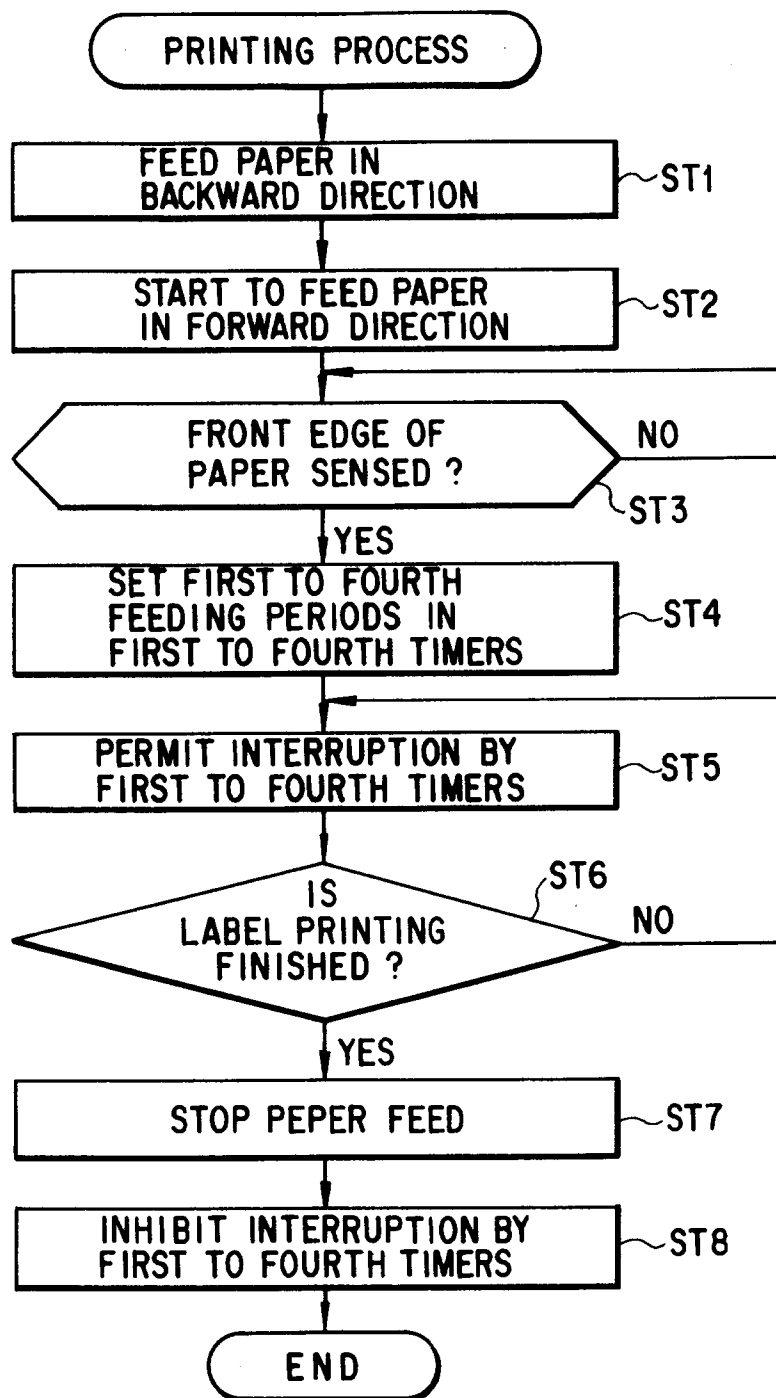 PRINTING PROCESS
FEED PAPER IN
BACKWARD DIRECTION
ST1
START TO FEED PAPER
IN FORWARD DIRECTION
ST2
FRONT EDGE OF
PAPER SENSED ?
NO
ST3
YES
SET FIRST TO FOURTH
FEEDING PERIODS IN
FIRST TO FOURTH TIMERS
ST4
PERMIT INTERRUPTION BY
FIRST TO FOURTH TIMERS
ST5
IS
LABEL PRINTING
FINISHED ?
ST6
NO
YES
STOP PEPER FEED
ST7
INHIBIT INTERRUPTION BY
FIRST TO FOURTH TIMERS
ST8
END